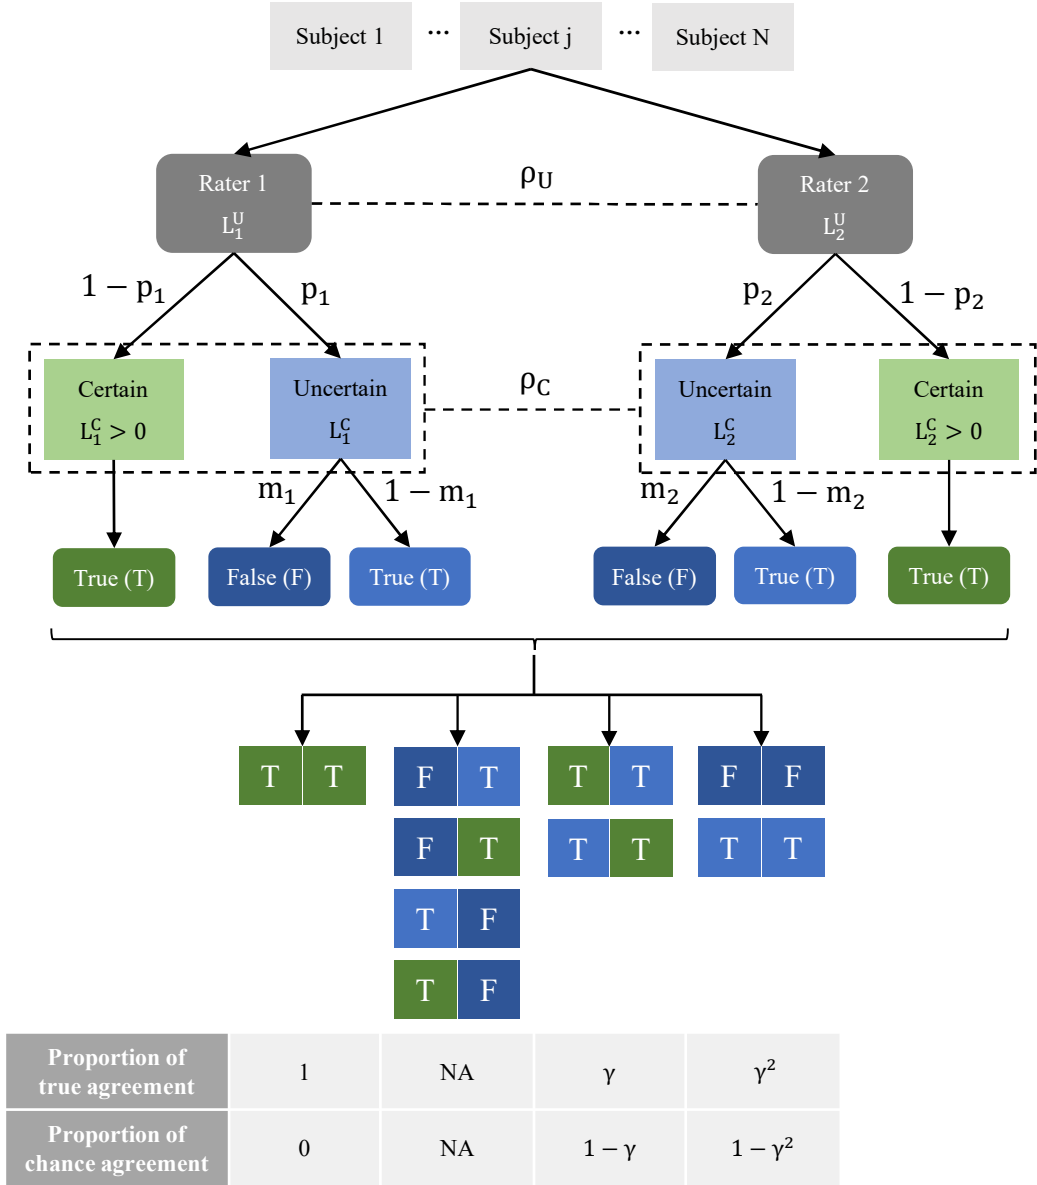 Subject 1 ... Subject j ... Subject N
Rater 1
L₁ᵁ
ρU
Rater 2
L₂ᵁ
1 − p₁
p₁
p₂
1 − p₂
Certain
L₁ᶜ > 0
Uncertain
L₁ᶜ
ρC
Uncertain
L₂ᶜ
Certain
L₂ᶜ > 0
m₁
1 − m₁
m₂
1 − m₂
True (T)
False (F)
True (T)
False (F)
True (T)
True (T)
T T F T T T F F
F T T T T T
T F
T F
Proportion of
true agreement
1 NA γ γ²
Proportion of
chance agreement
0 NA 1 − γ 1 − γ²